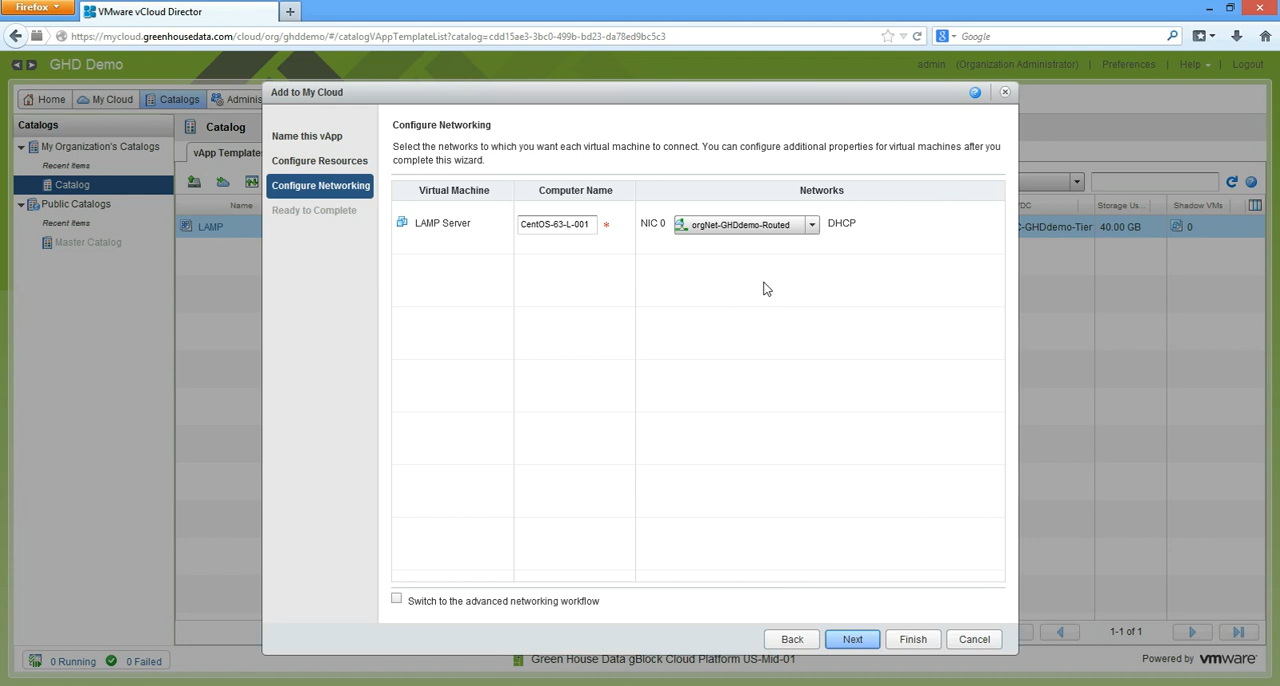 Firefox
VMware vCloud Director
https://mycloud.greenhousedata.com/cloud/org/ghddemo/#/catalogVAppTemplateList?catalog=cdd15ae3-3bc0-499b-bd23-da78ed9bc5c3
Google
GHD Demo
admin (Organization Administrator) Preferences Help Logout
Home My Cloud Catalogs Adminis
Catalogs
My Organization's Catalogs
Recent Items
Catalog
Public Catalogs
Recent Items
Master Catalog
Catalog
vApp Template
Name
LAMP
Add to My Cloud
Name this vApp
Configure Resources
Configure Networking
Ready to Complete
Configure Networking
Select the networks to which you want each virtual machine to connect. You can configure additional properties for virtual machines after you
complete this wizard.
Virtual Machine Computer Name Networks
LAMP Server CentOS-63-L-001 * NIC 0 orgNet-GHDdemo-Routed DHCP
Switch to the advanced networking workflow
Back Next Finish Cancel
Storage Us... Shadow VMs
C-GHDdemo-Tier 40.00 GB 0
1-1 of 1
0 Running 0 Failed
Green House Data gBlock Cloud Platform US-Mid-01
Powered by vmware